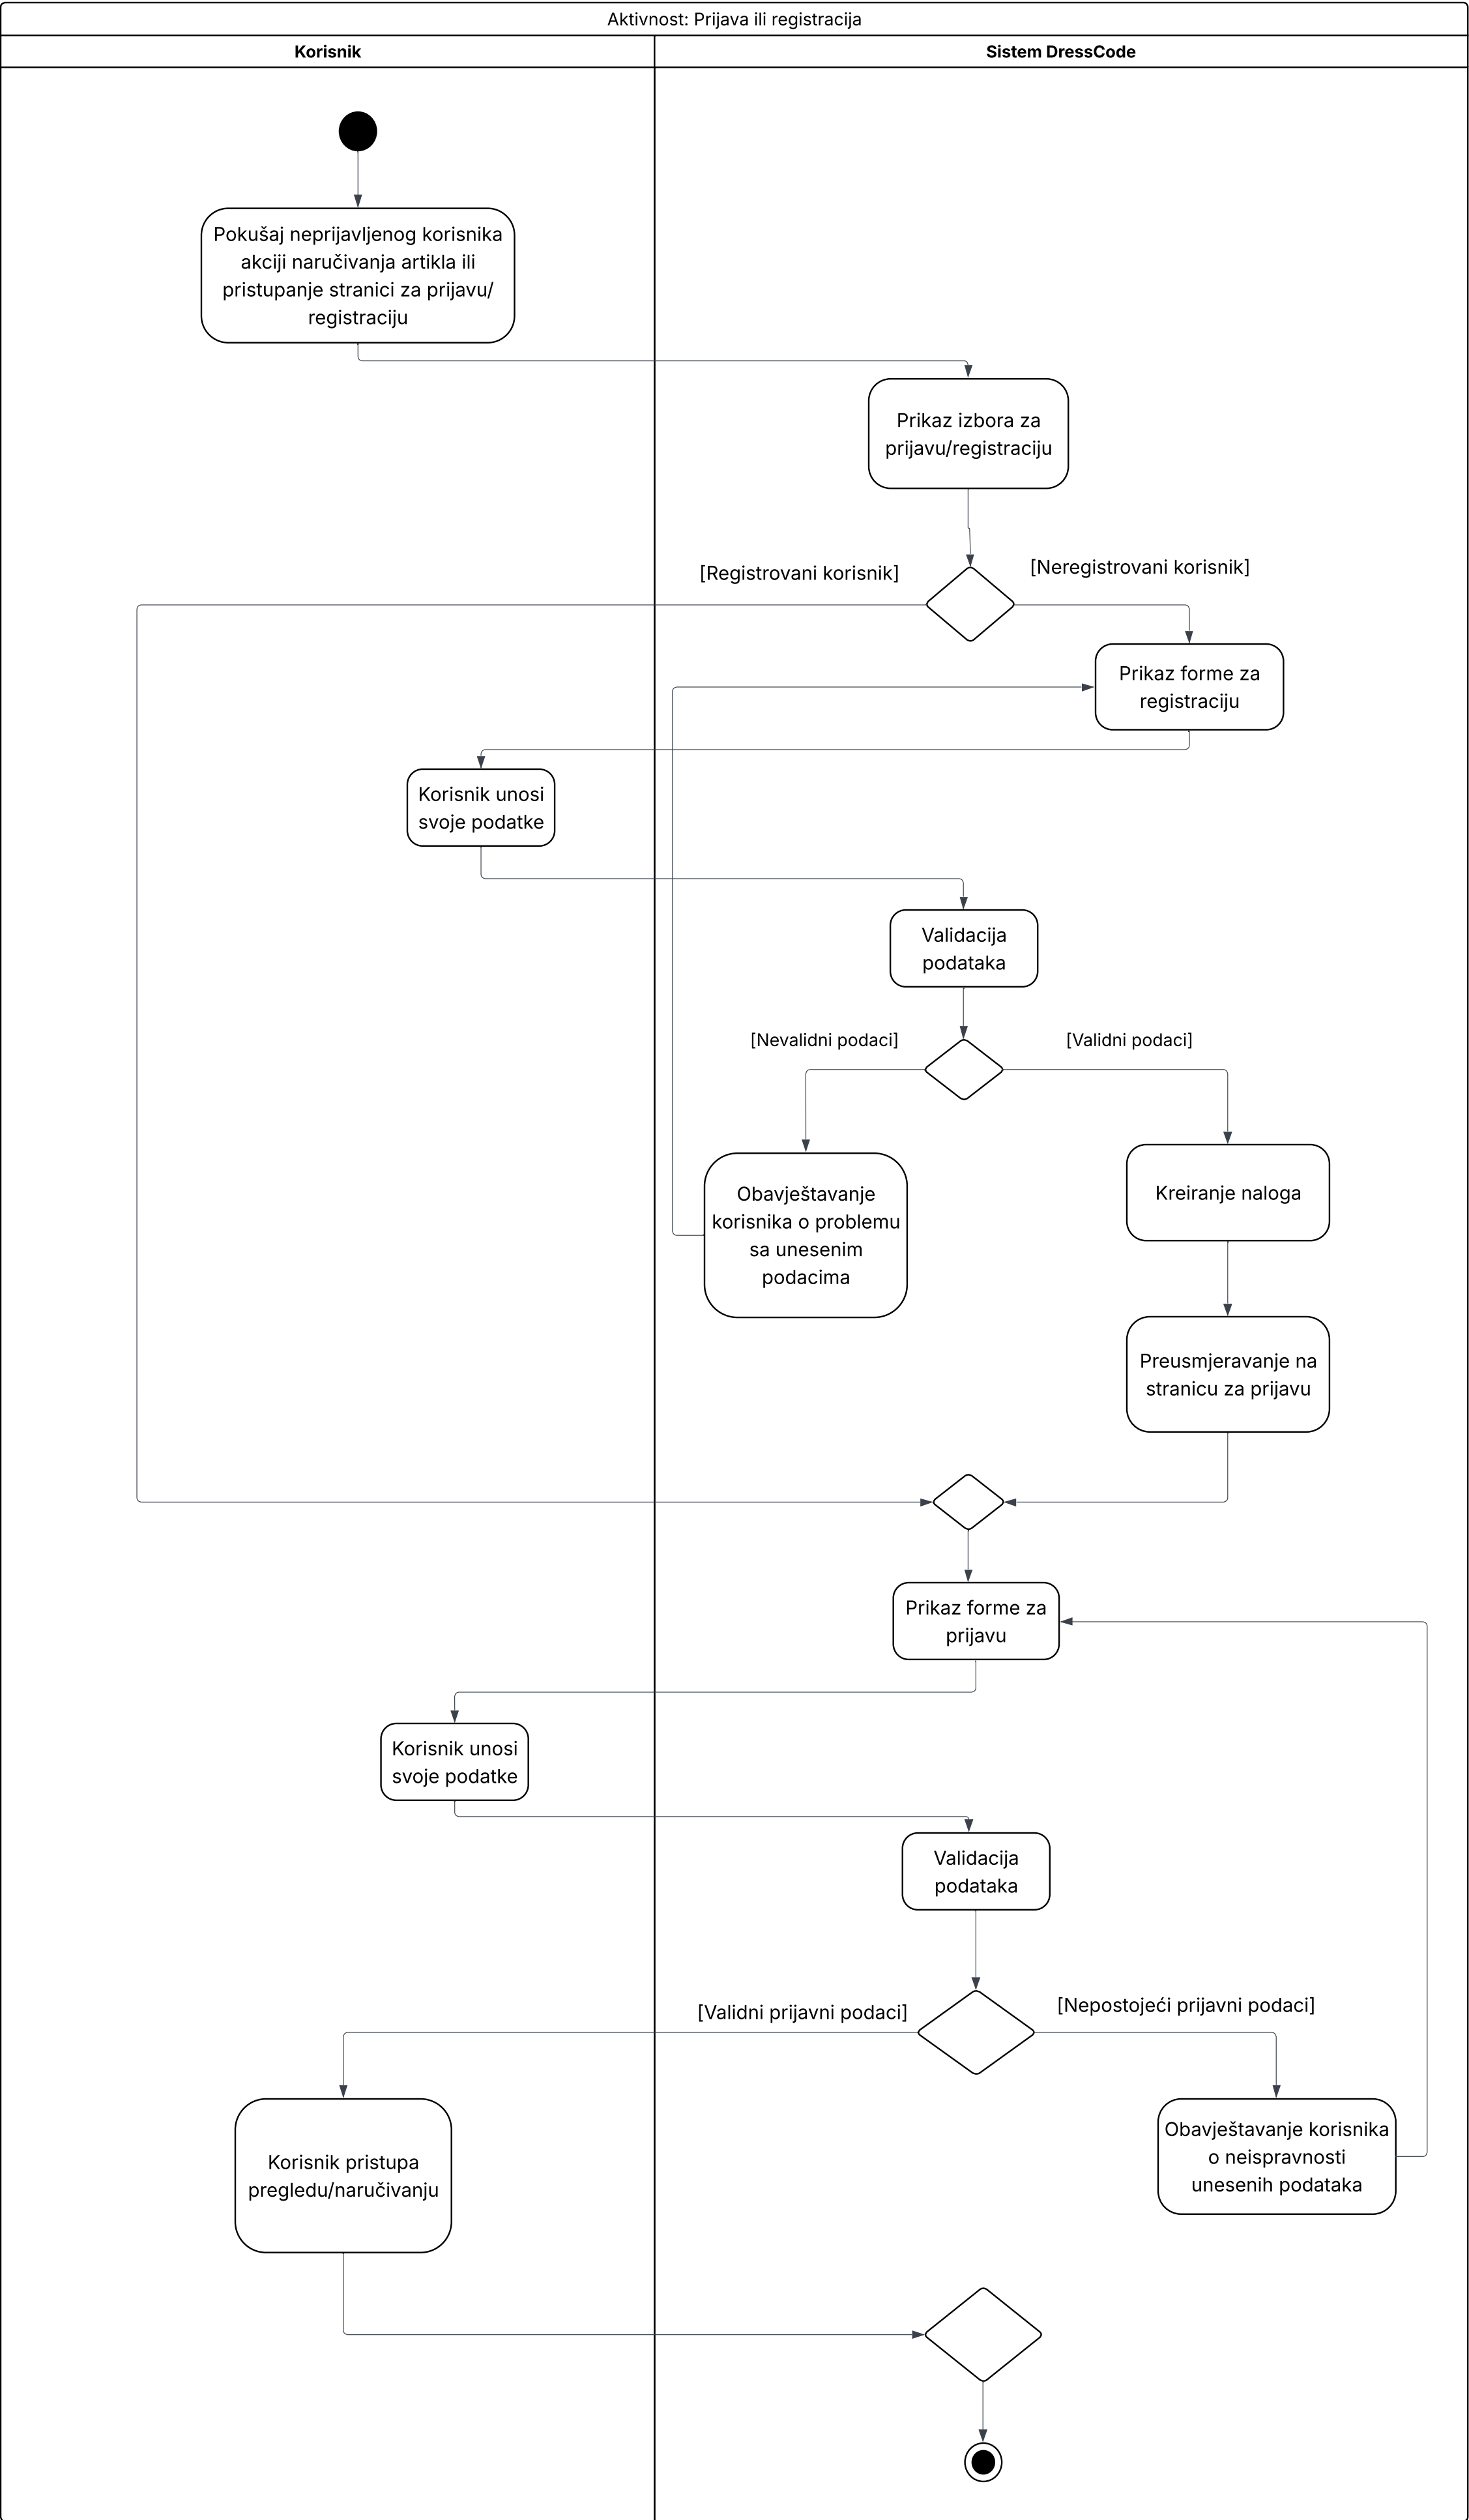 Aktivnost: Prijava ili registracija
Korisnik
Sistem DressCode
Pokušaj neprijavljenog korisnika
akciji naručivanja artikla ili
pristupanje stranici za prijavu/
registraciju
Prikaz izbora za
prijavu/registraciju
[Registrovani korisnik]
[Neregistrovani korisnik]
Prikaz forme za
registraciju
Korisnik unosi
svoje podatke
Validacija
podataka
[Nevalidni podaci]
[Validni podaci]
Obavještavanje
korisnika o problemu
sa unesenim
podacima
Kreiranje naloga
Preusmjeravanje na
stranicu za prijavu
Prikaz forme za
prijavu
Korisnik unosi
svoje podatke
Validacija
podataka
[Validni prijavni podaci]
[Nepostojeći prijavni podaci]
Korisnik pristupa
pregledu/naručivanju
Obavještavanje korisnika
o neispravnosti
unesenih podataka